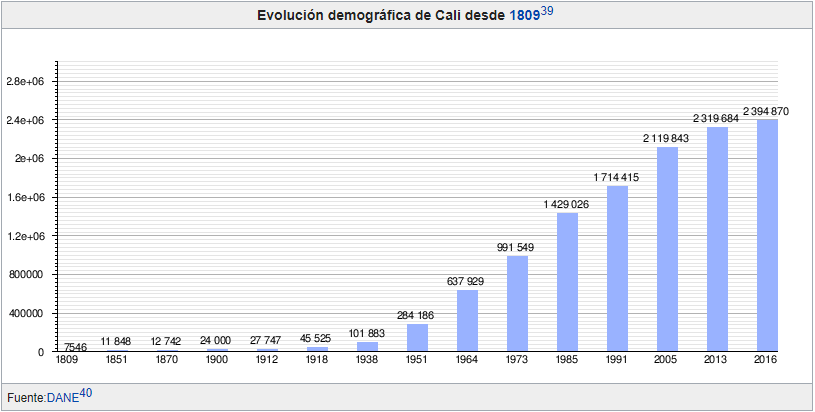 Evolución demográfica de Cali desde 180939
2.8e+06
2.4e+06
2e+06
1.6e+06
1.2e+06
800000
400000
0
7546
11 848
12 742
24 000
27 747
45 525
101 883
284 186
637 929
991 549
1 429 026
1 714 415
2 119 843
2 319 684
2 394 870
1809 1851 1870 1900 1912 1918 1938 1951 1964 1973 1985 1991 2005 2013 2016
Fuente:DANE40